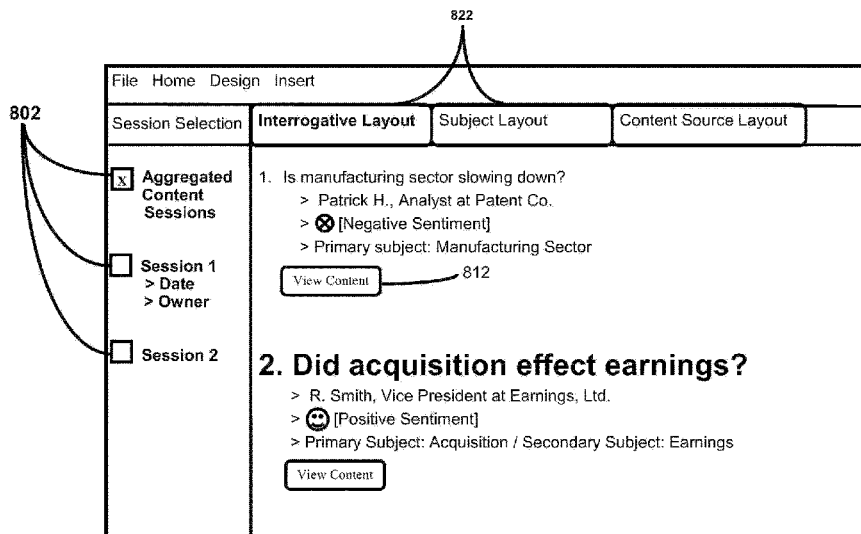 822
File Home Design Insert
802
Session Selection
Interrogative Layout
Subject Layout
Content Source Layout
x Aggregated
Content
Sessions
Session 1
> Date
> Owner
Session 2
1. Is manufacturing sector slowing down?
> Patrick H., Analyst at Patent Co.
> [Negative Sentiment]
> Primary subject: Manufacturing Sector
View Content
812
2. Did acquisition effect earnings?
> R. Smith, Vice President at Earnings, Ltd.
> [Positive Sentiment]
> Primary Subject: Acquisition / Secondary Subject: Earnings
View Content